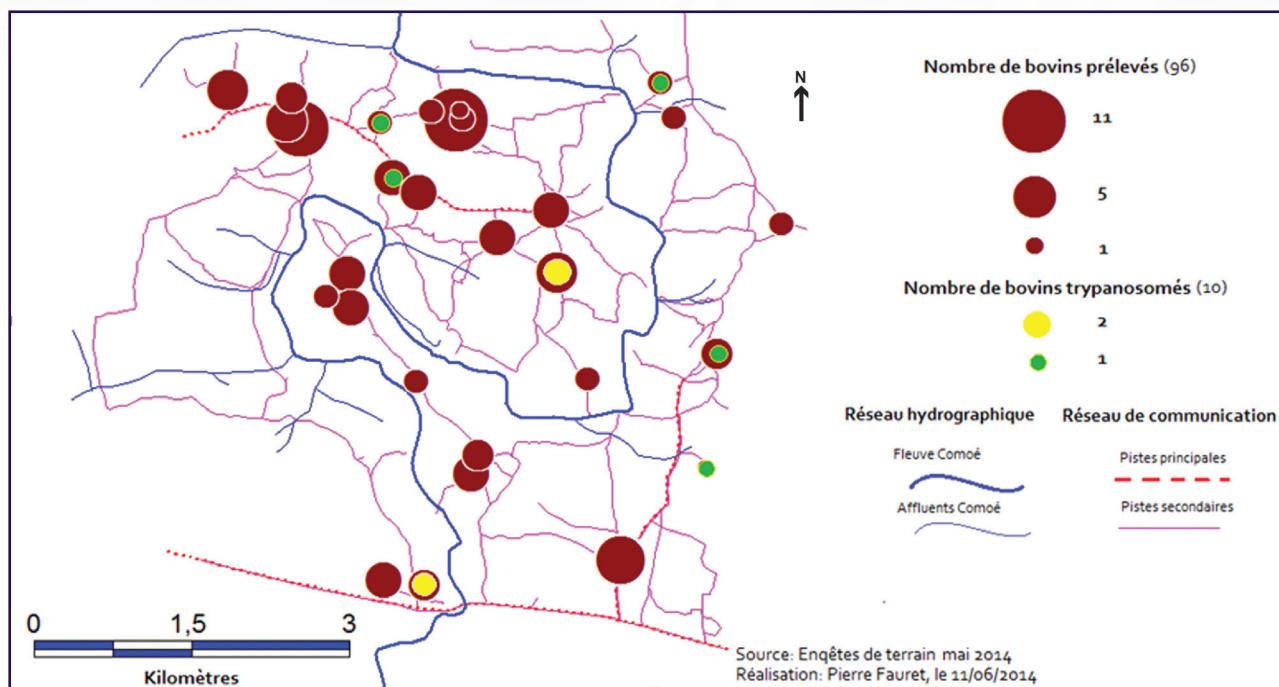 N
Nombre de bovins prélevés (96)
11
5
1
Nombre de bovins trypanosomés (10)
2
1
Réseau hydrographique
Fleuve Comoé
Affluents Comoé
Réseau de communication
Pistes principales
Pistes secondaires
0 1,5 3
Kilomètres
Source: Enqêtes de terrain mai 2014
Réalisation: Pierre Fauret, le 11/06/2014